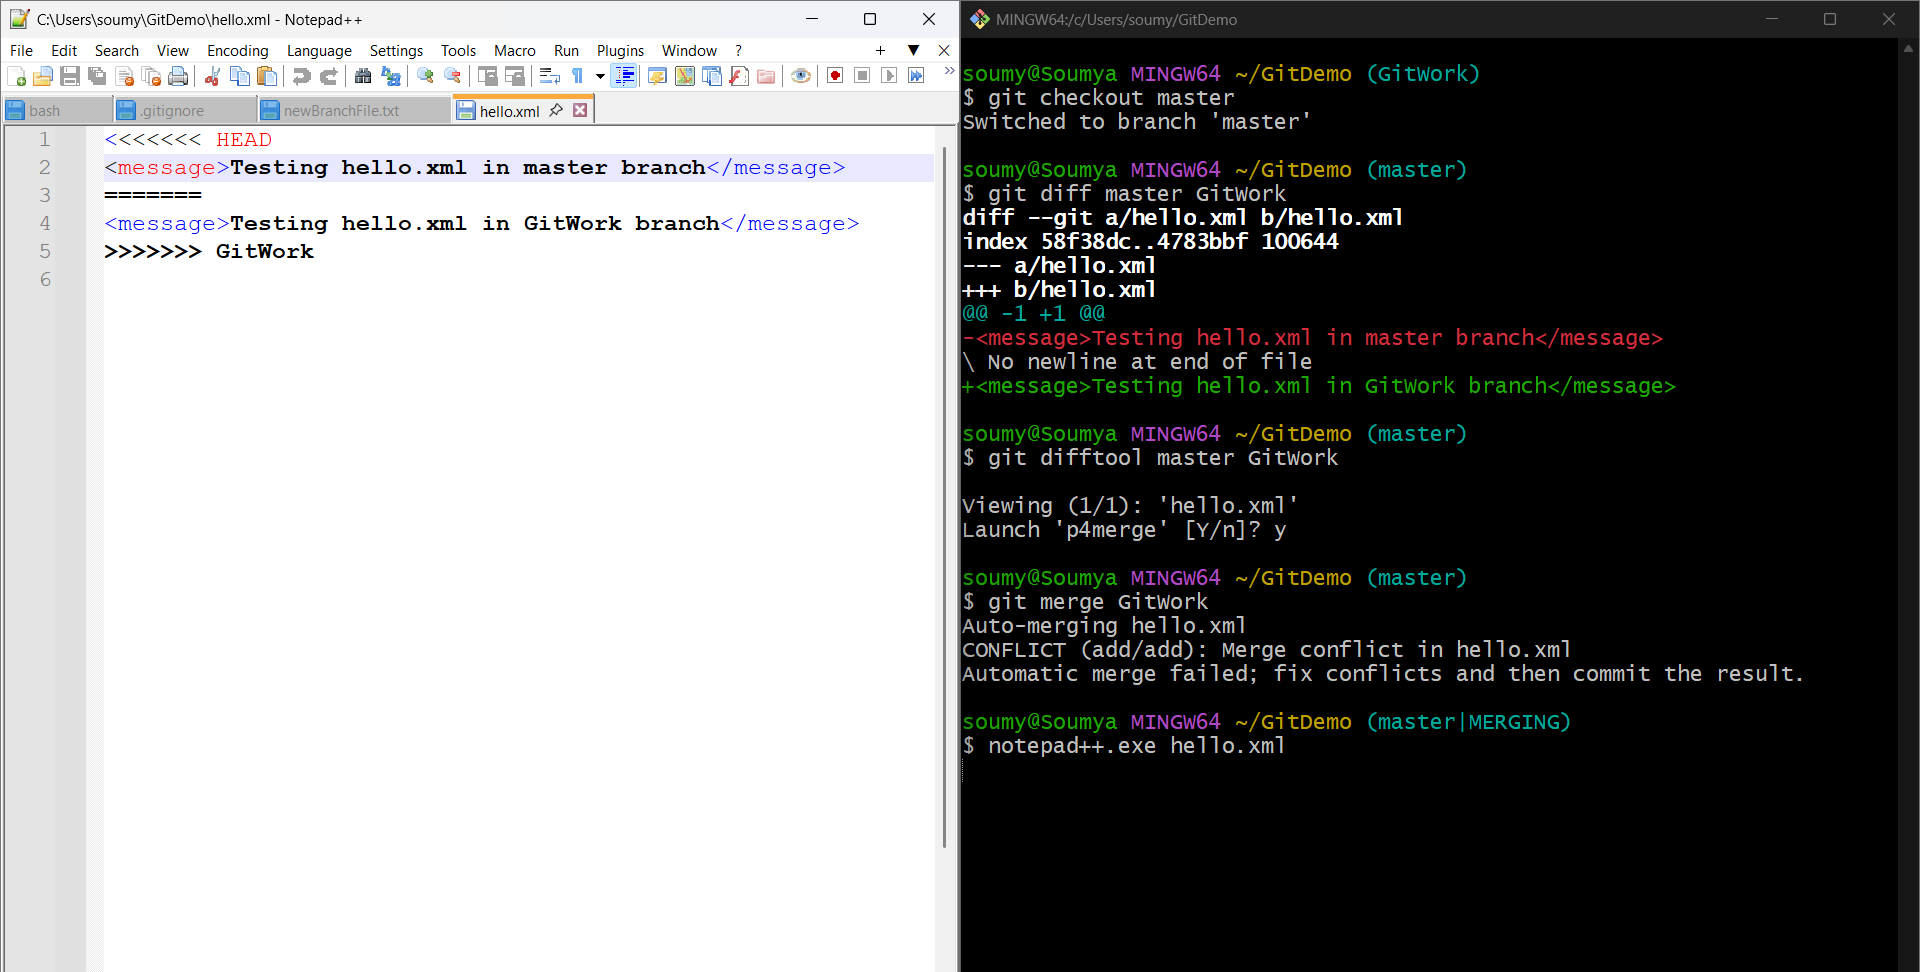 C:\Users\soumy\GitDemo\hello.xml - Notepad++
File Edit Search View Encoding Language Settings Tools Macro Run Plugins Window ? + ▼ X
»
bash .gitignore newBranchFile.txt hello.xml
1 <<<<<<< HEAD
2 <message>Testing hello.xml in master branch</message>
3 =======
4 <message>Testing hello.xml in GitWork branch</message>
5 >>>>>>> GitWork
6
MINGW64:/c/Users/soumy/GitDemo
soumy@Soumya MINGW64 ~/GitDemo (GitWork)
$ git checkout master
Switched to branch 'master'
soumy@Soumya MINGW64 ~/GitDemo (master)
$ git diff master GitWork
diff --git a/hello.xml b/hello.xml
index 58f38dc..4783bbf 100644
--- a/hello.xml
+++ b/hello.xml
@@ -1 +1 @@
-<message>Testing hello.xml in master branch</message>
\ No newline at end of file
+<message>Testing hello.xml in GitWork branch</message>
soumy@Soumya MINGW64 ~/GitDemo (master)
$ git difftool master GitWork
Viewing (1/1): 'hello.xml'
Launch 'p4merge' [Y/n]? y
soumy@Soumya MINGW64 ~/GitDemo (master)
$ git merge GitWork
Auto-merging hello.xml
CONFLICT (add/add): Merge conflict in hello.xml
Automatic merge failed; fix conflicts and then commit the result.
soumy@Soumya MINGW64 ~/GitDemo (master|MERGING)
$ notepad++.exe hello.xml